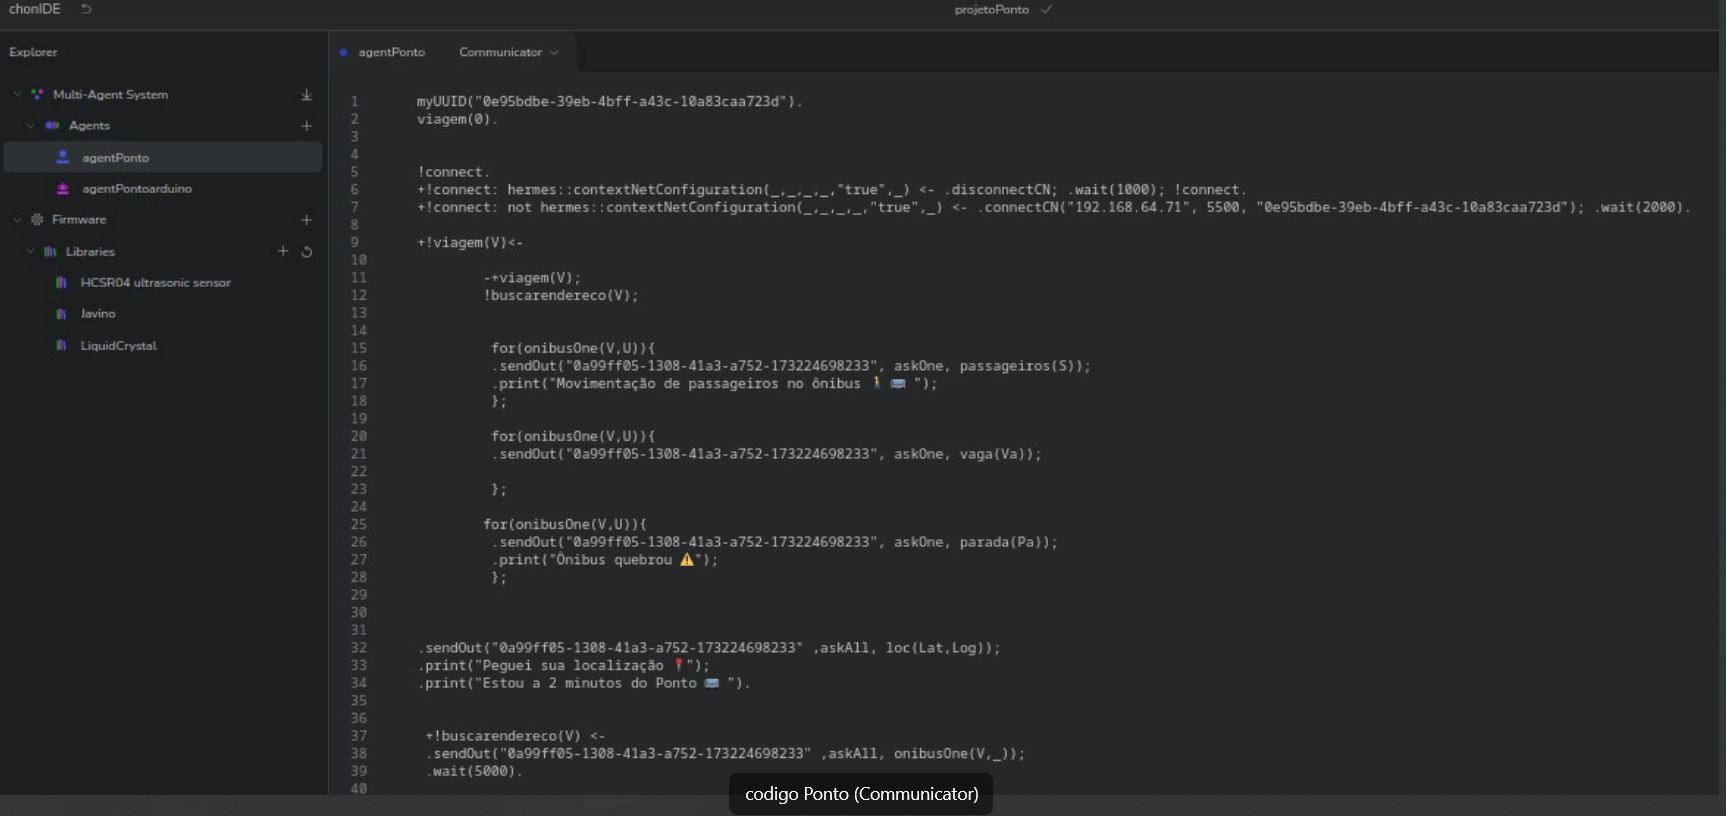 chonIDE
projetoPonto
Explorer
agentPonto
Communicator
Multi-Agent System
Agents
agentPonto
agentPontoarduino
Firmware
Libraries
HCSR04 ultrasonic sensor
Javino
LiquidCrystal
1 myUUID("0e95bdbe-39eb-4bff-a43c-10a83caa723d").
2 viagem(0).
3
4
5 !connect.
6 +!connect: hermes::contextNetConfiguration(_,_,_,_,"true",_) <- .disconnectCN; .wait(1000); !connect.
7 +!connect: not hermes::contextNetConfiguration(_,_,_,_,"true",_) <- .connectCN("192.168.64.71", 5500, "0e95bdbe-39eb-4bff-a43c-10a83caa723d"); .wait(2000).
8
9 +!viagem(V)<-
10
11 -+viagem(V);
12 !buscarendereco(V);
13
14
15 for(onibusOne(V,U)){
16 .sendOut("0a99ff05-1308-41a3-a752-173224698233", askOne, passageiros(S));
17 .print("Movimentação de passageiros no ônibus 🚶 🚍 ");
18 };
19
20 for(onibusOne(V,U)){
21 .sendOut("0a99ff05-1308-41a3-a752-173224698233", askOne, vaga(Va));
22
23 };
24
25 for(onibusOne(V,U)){
26 .sendOut("0a99ff05-1308-41a3-a752-173224698233", askOne, parada(Pa));
27 .print("Ônibus quebrou ⚠️");
28 };
29
30
31
32 .sendOut("0a99ff05-1308-41a3-a752-173224698233" ,askAll, loc(Lat,Log));
33 .print("Peguei sua localização 📍");
34 .print("Estou a 2 minutos do Ponto 🚍 ").
35
36
37 +!buscarendereco(V) <-
38 .sendOut("0a99ff05-1308-41a3-a752-173224698233" ,askAll, onibusOne(V,_));
39 .wait(5000).
40
codigo Ponto (Communicator)